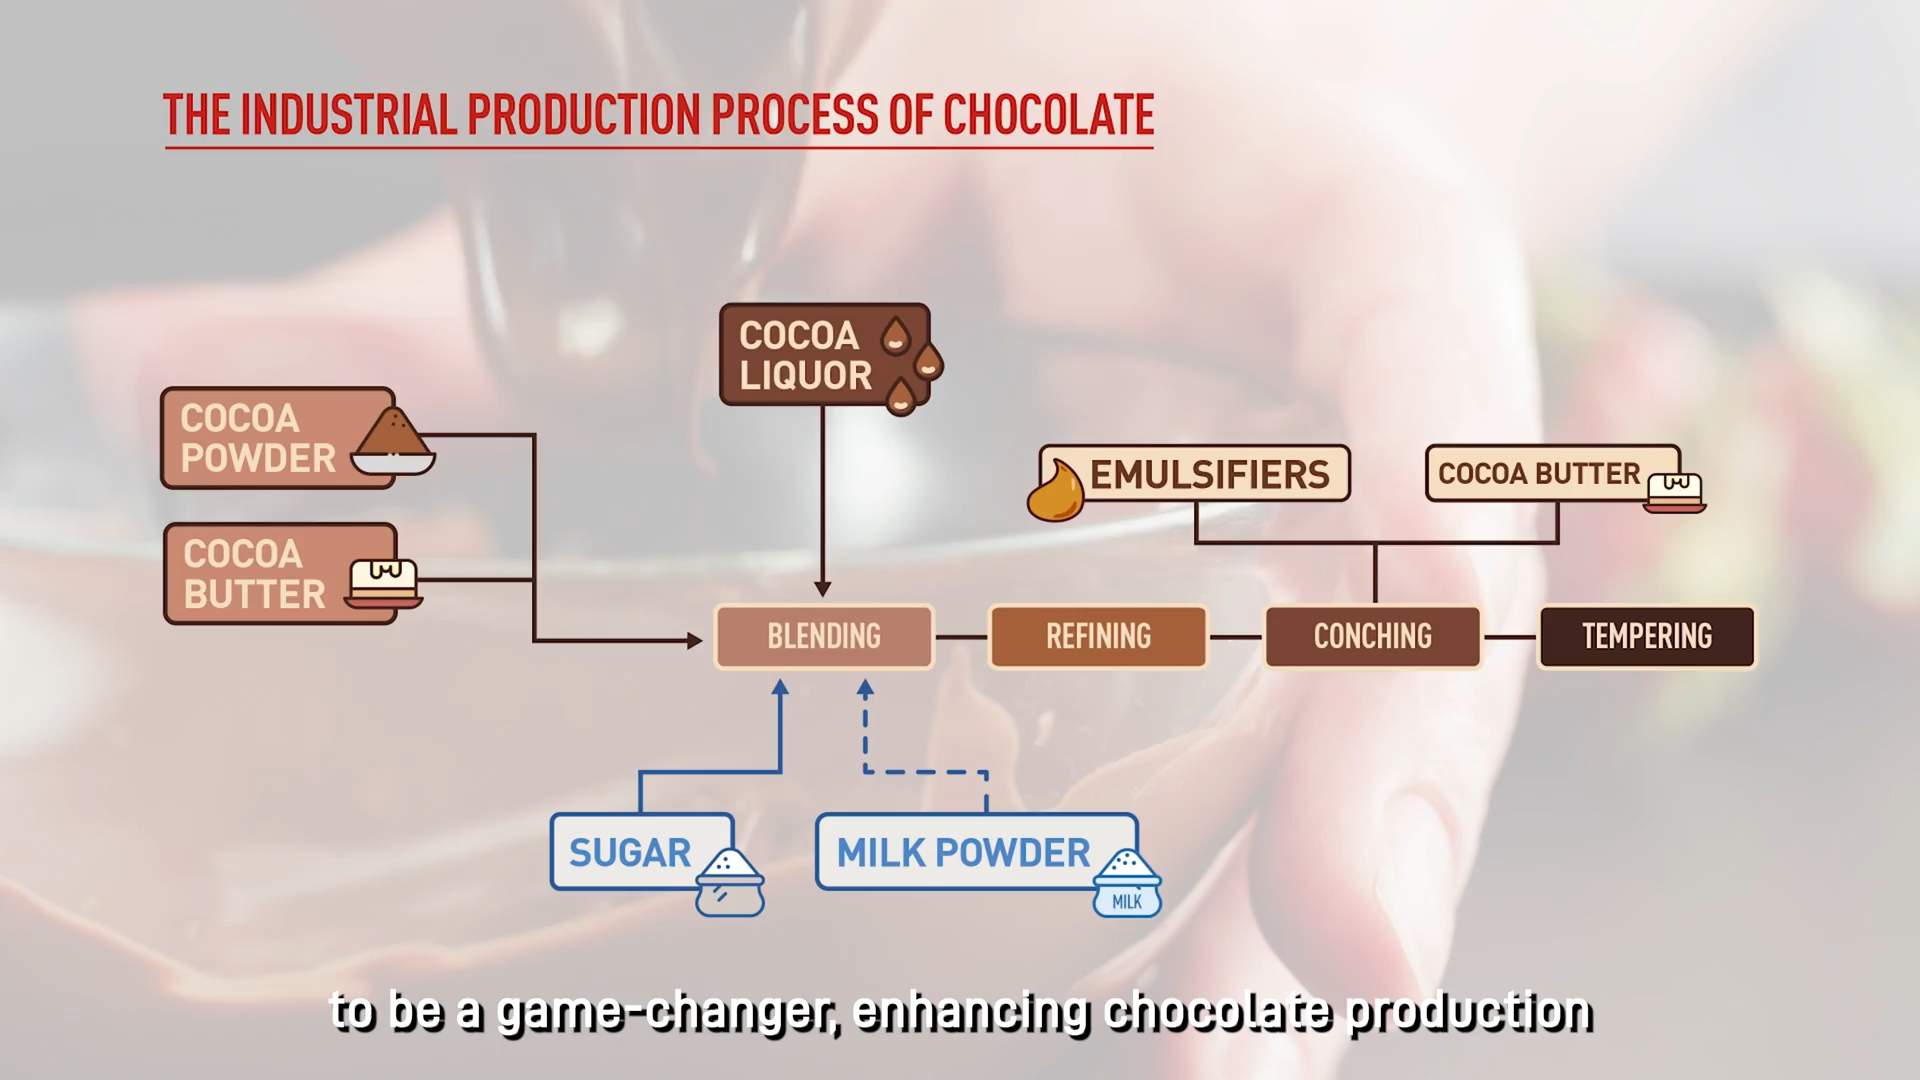 THE INDUSTRIAL PRODUCTION PROCESS OF CHOCOLATE
COCOA
LIQUOR
COCOA
POWDER
EMULSIFIERS
COCOA BUTTER
COCOA
BUTTER
BLENDING
REFINING
CONCHING
TEMPERING
SUGAR
MILK POWDER
MILK
to be a game-changer, enhancing chocolate production